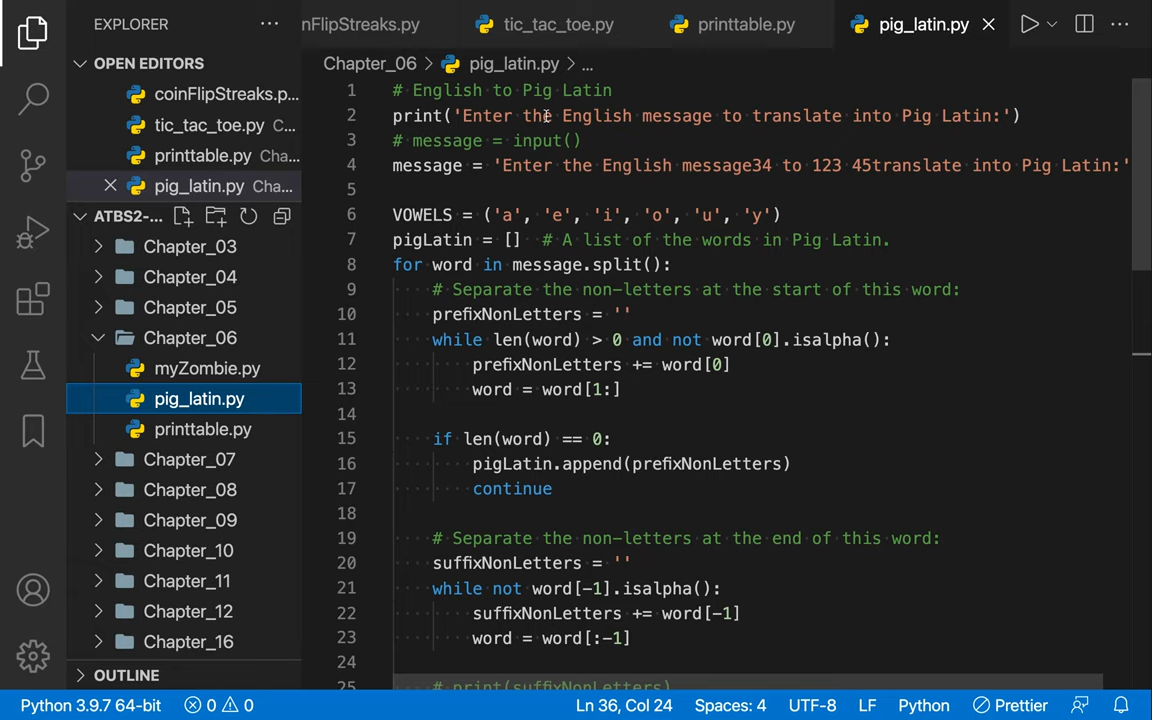 EXPLORER
nFlipStreaks.py
tic_tac_toe.py
printtable.py
pig_latin.py
OPEN EDITORS
coinFlipStreaks.p...
tic_tac_toe.py C...
printtable.py Cha...
pig_latin.py Cha...
ATBS2-...
Chapter_03
Chapter_04
Chapter_05
Chapter_06
myZombie.py
pig_latin.py
printtable.py
Chapter_07
Chapter_08
Chapter_09
Chapter_10
Chapter_11
Chapter_12
Chapter_16
OUTLINE
Chapter_06 > pig_latin.py > ...
1 # English to Pig Latin
2 print('Enter the English message to translate into Pig Latin:')
3 # message = input()
4 message = 'Enter the English message34 to 123 45translate into Pig Latin:'
5
6 VOWELS = ('a', 'e', 'i', 'o', 'u', 'y')
7 pigLatin = [] # A list of the words in Pig Latin.
8 for word in message.split():
9 # Separate the non-letters at the start of this word:
10 prefixNonLetters = ''
11 while len(word) > 0 and not word[0].isalpha():
12 prefixNonLetters += word[0]
13 word = word[1:]
14
15 if len(word) == 0:
16 pigLatin.append(prefixNonLetters)
17 continue
18
19 # Separate the non-letters at the end of this word:
20 suffixNonLetters = ''
21 while not word[-1].isalpha():
22 suffixNonLetters += word[-1]
23 word = word[:-1]
24
25 # print(suffixNonLetters)
Python 3.9.7 64-bit 0 0 Ln 36, Col 24 Spaces: 4 UTF-8 LF Python Prettier